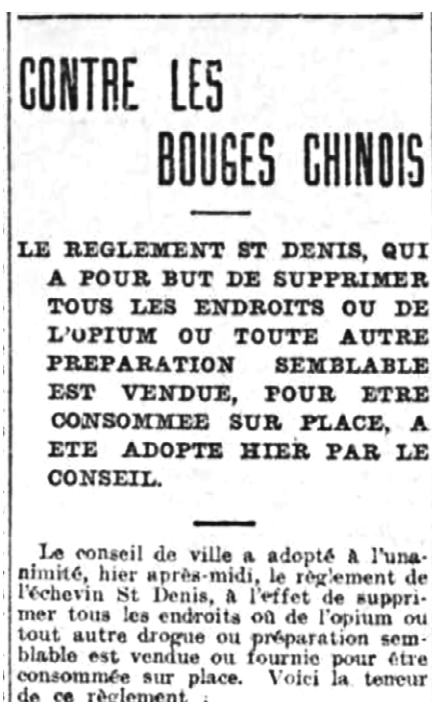 CONTRE LES
BOUGES CHINOIS
LE REGLEMENT ST DENIS, QUI
A POUR BUT DE SUPPRIMER
TOUS LES ENDROITS OU DE
L'OPIUM OU TOUTE AUTRE
PREPARATION SEMBLABLE
EST VENDUE, POUR ETRE
CONSOMMEE SUR PLACE, A
ETE ADOPTE HIER PAR LE
CONSEIL.
Le conseil de ville a adopté à l'una-
nimité, hier après-midi, le règlement de
l'échevin St Denis, à l'effet de suppri-
mer tous les endroits où de l'opium ou
tout autre drogue ou préparation sem-
blable est vendue ou fournie pour être
consommée sur place. Voici la teneur
de ce règlement :